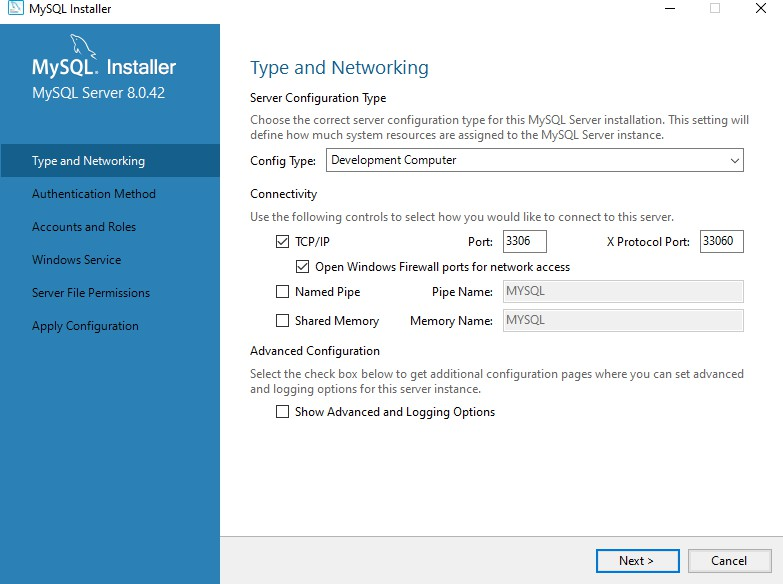 MySQL Installer
MySQL. Installer
MySQL Server 8.0.42
Type and Networking
Authentication Method
Accounts and Roles
Windows Service
Server File Permissions
Apply Configuration
Type and Networking
Server Configuration Type
Choose the correct server configuration type for this MySQL Server installation. This setting will
define how much system resources are assigned to the MySQL Server instance.
Config Type: Development Computer
Connectivity
Use the following controls to select how you would like to connect to this server.
TCP/IP Port: 3306 X Protocol Port: 33060
Open Windows Firewall ports for network access
Named Pipe Pipe Name: MYSQL
Shared Memory Memory Name: MYSQL
Advanced Configuration
Select the check box below to get additional configuration pages where you can set advanced
and logging options for this server instance.
Show Advanced and Logging Options
Next > Cancel